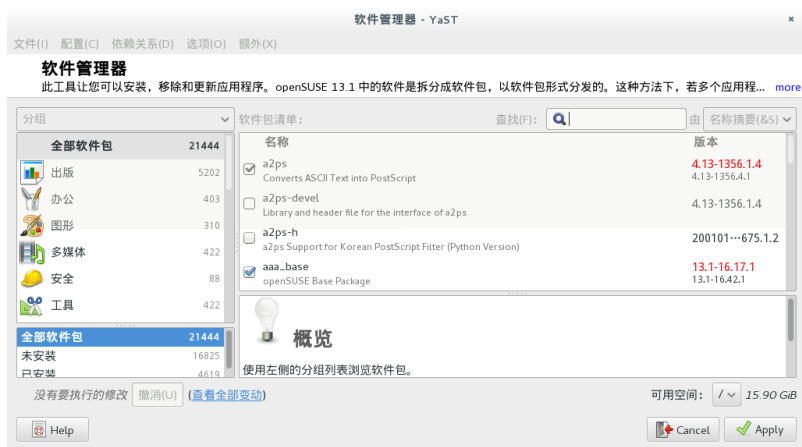 软件管理器 - YaST
文件(I) 配置(C) 依赖关系(D) 选项(O) 额外(X)
软件管理器
此工具让您可以安装，移除和更新应用程序。openSUSE 13.1 中的软件是拆分成软件包，以软件包形式分发的。这种方法下，若多个应用程... more
分组
全部软件包 21444
出版 5202
办公 403
图形 310
多媒体 422
安全 88
工具 422
全部软件包 21444
未安装 16825
已安装 4619
软件包清单： 查找(F)： 由 名称摘要(&S)
名称 版本
a2ps 4.13-1356.1.4
Converts ASCII Text into PostScript 4.13-1356.4.1
a2ps-devel 4.13-1356.1.4
Library and header file for the interface of a2ps
a2ps-h 200101···675.1.2
a2ps Support for Korean PostScript Filter (Python Version)
aaa_base 13.1-16.17.1
openSUSE Base Package 13.1-16.42.1
概览
使用左侧的分组列表浏览软件包。
没有要执行的修改 撤消(U) (查看全部变动) 可用空间： / 15.90 GiB
Help Cancel Apply